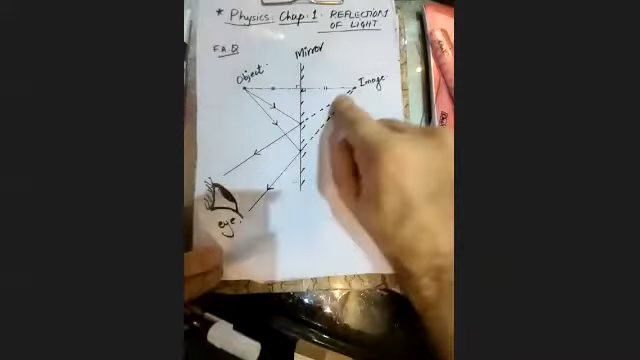 * Physics: Chap: 1. REFLECTION
OF LIGHT.
F.A.Q
Mirror
Object
Image
eye.